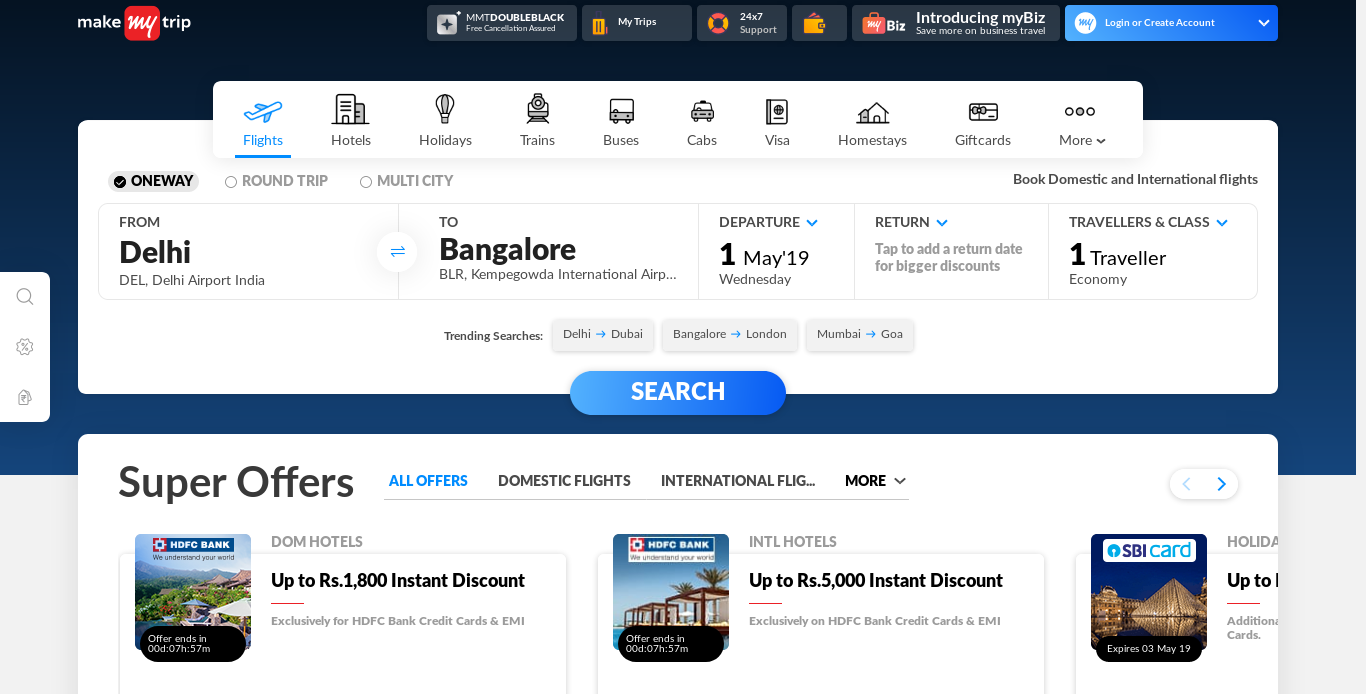 make my trip
MMTDOUBLEBLACK
Free Cancellation Assured
My Trips
24x7
Support
my Biz
Introducing myBiz
Save more on business travel
my
Login or Create Account
Flights
Hotels
Holidays
Trains
Buses
Cabs
Visa
Homestays
Giftcards
More
ONEWAY
ROUND TRIP
MULTI CITY
Book Domestic and International flights
FROM
Delhi
DEL, Delhi Airport India
TO
Bangalore
BLR, Kempegowda International Airp...
DEPARTURE
1 May'19
Wednesday
RETURN
Tap to add a return date
for bigger discounts
TRAVELLERS & CLASS
1 Traveller
Economy
Trending Searches:
Delhi → Dubai
Bangalore → London
Mumbai → Goa
SEARCH
Super Offers
ALL OFFERS
DOMESTIC FLIGHTS
INTERNATIONAL FLIG...
MORE
HDFC BANK
We understand your world
Offer ends in
00d:07h:57m
DOM HOTELS
Up to Rs.1,800 Instant Discount
Exclusively for HDFC Bank Credit Cards & EMI
HDFC BANK
We understand your world
Offer ends in
00d:07h:57m
INTL HOTELS
Up to Rs.5,000 Instant Discount
Exclusively on HDFC Bank Credit Cards & EMI
SBI card
Expires 03 May 19
HOLIDA
Up to
Additiona
Cards.